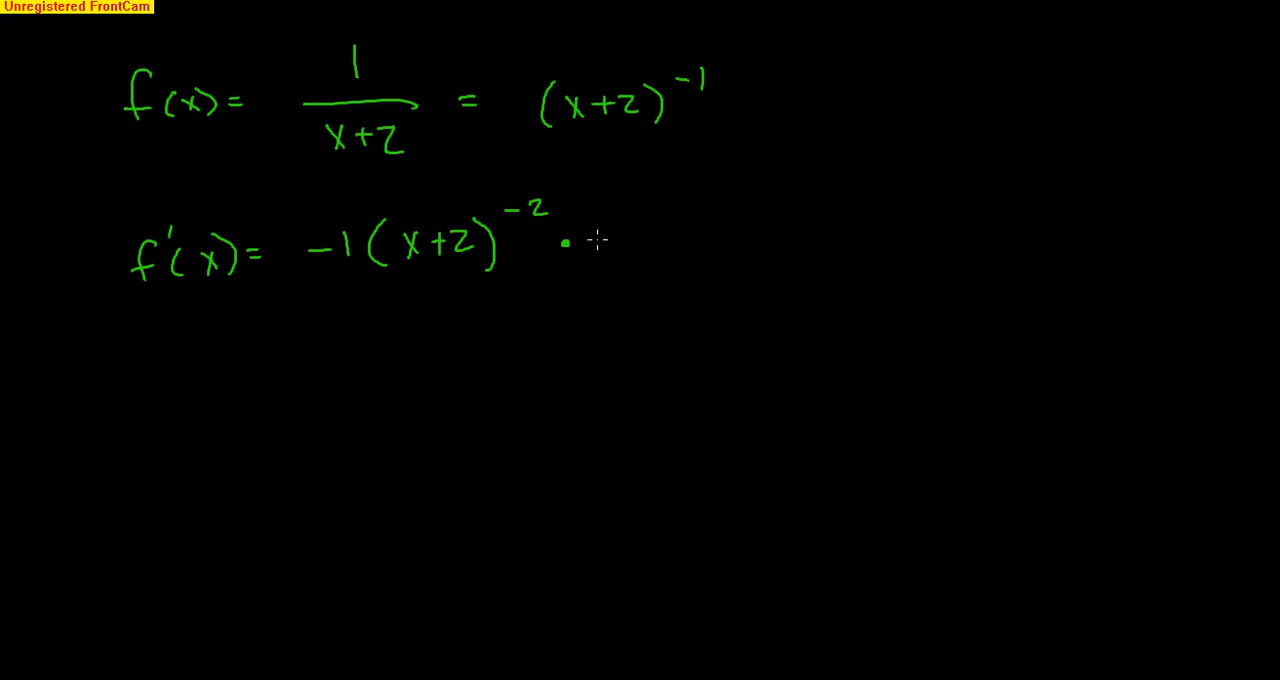 Unregistered FrontCam
f(x) = 1/(x+2) = (x+2)^-1
f'(x) = -1(x+2)^-2 ·